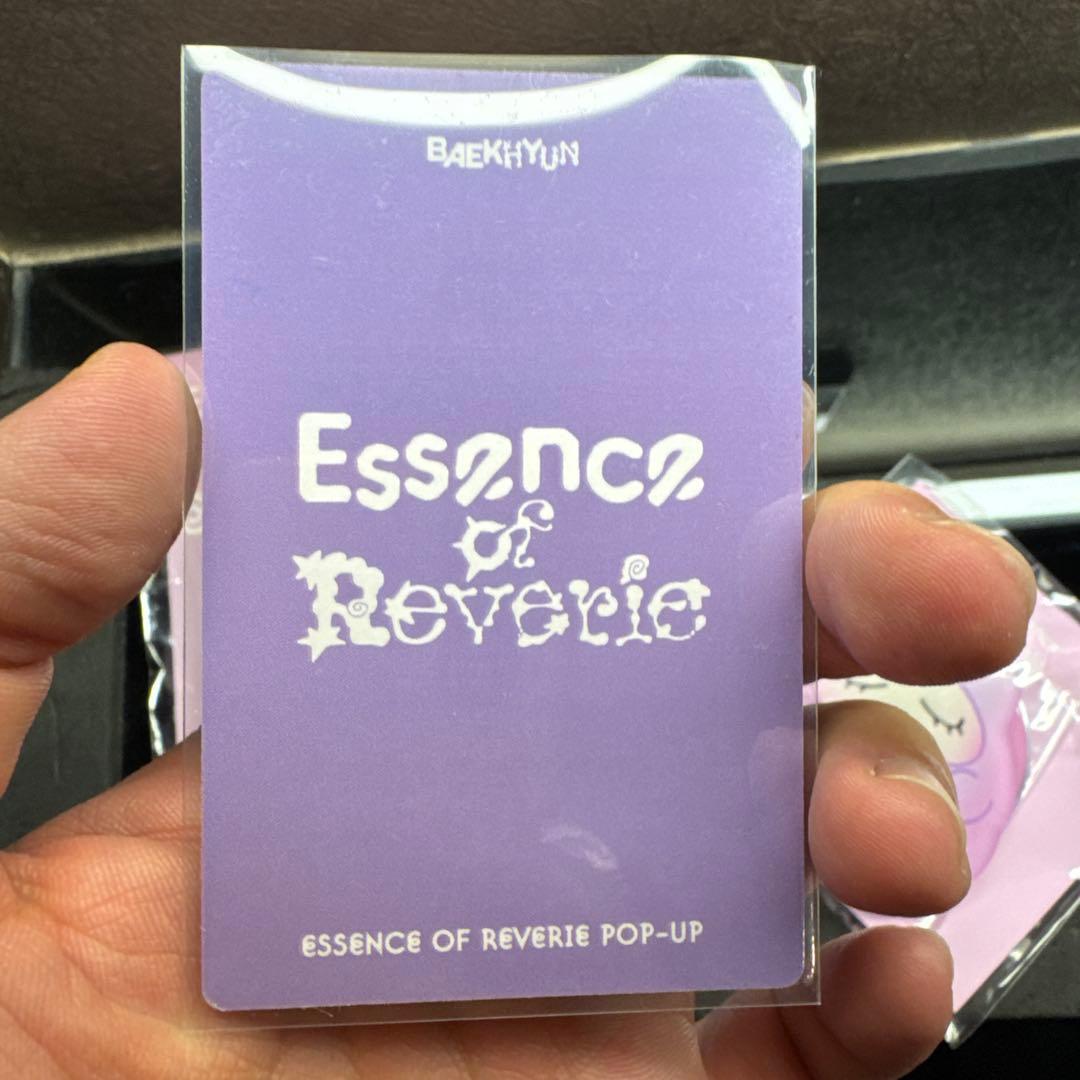 BAEKHYUN
Essence
of
Reverie
ESSENCE OF REVERIE POP-UP